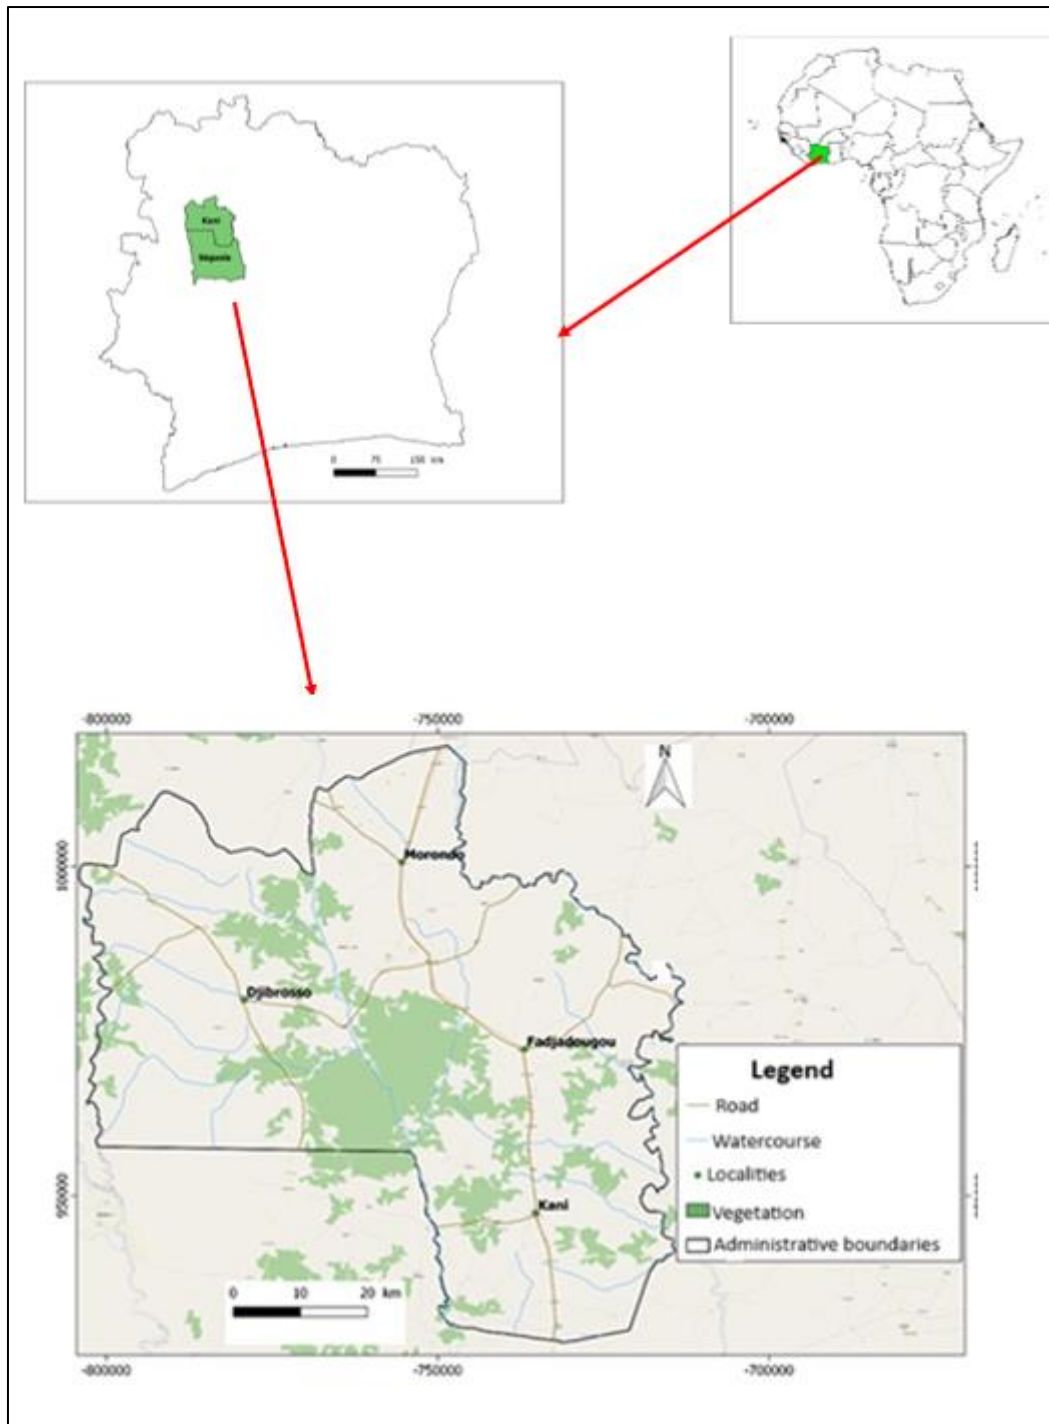 Kani
0 75 150 km
-800000 -750000 -700000
N
Morondo
1000000
Djibrosso
Fadjadougou
Legend
Road
Watercourse
Localities
Vegetation
Administrative boundaries
950000
Kani
0 10 20 km
-800000 -750000 -700000